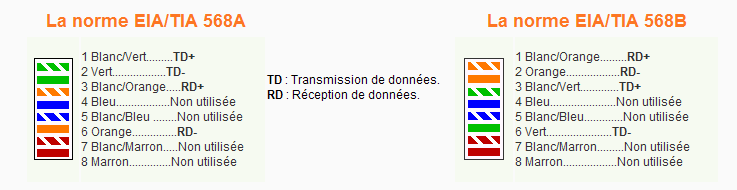 La norme EIA/TIA 568A
1 Blanc/Vert........TD+
2 Vert................TD-
3 Blanc/Orange.....RD+
4 Bleu................Non utilisée
5 Blanc/Bleu .......Non utilisée
6 Orange.............RD-
7 Blanc/Marron.....Non utilisée
8 Marron.............Non utilisée
TD : Transmission de données.
RD : Réception de données.
La norme EIA/TIA 568B
1 Blanc/Orange........RD+
2 Orange................RD-
3 Blanc/Vert............TD+
4 Bleu....................Non utilisée
5 Blanc/Bleu............Non utilisée
6 Vert....................TD-
7 Blanc/Marron........Non utilisée
8 Marron................Non utilisée